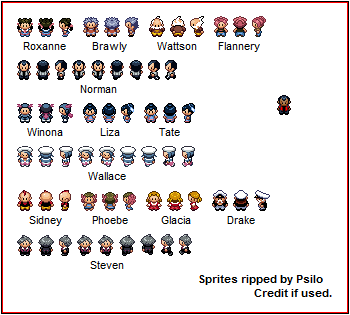 Roxanne Brawly Wattson Flannery
Norman
Winona Liza Tate
Wallace
Sidney Phoebe Glacia Drake
Steven
Sprites ripped by Psilo
Credit if used.